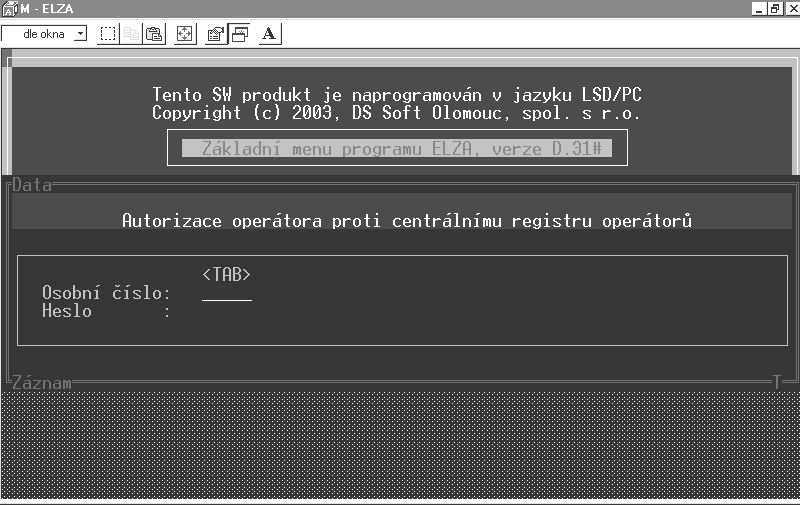 M - ELZA
dle okna
A
Tento SW produkt je naprogramován v jazyku LSD/PC
Copyright (c) 2003, DS Soft Olomouc, spol. s r.o.
Základní menu programu ELZA, verze D.31#
Data
Autorizace operátora proti centrálnímu registru operátorů
<TAB>
Osobní číslo:
Heslo :
Záznam T